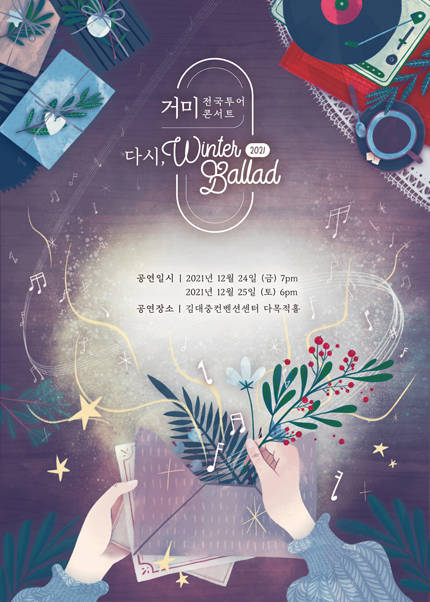 거미 전국투어
콘서트
다시, Winter 2021
Ballad
공연일시 | 2021년 12월 24일 (금) 7pm
2021년 12월 25일 (토) 6pm
공연장소 | 김대중컨벤션센터 다목적홀